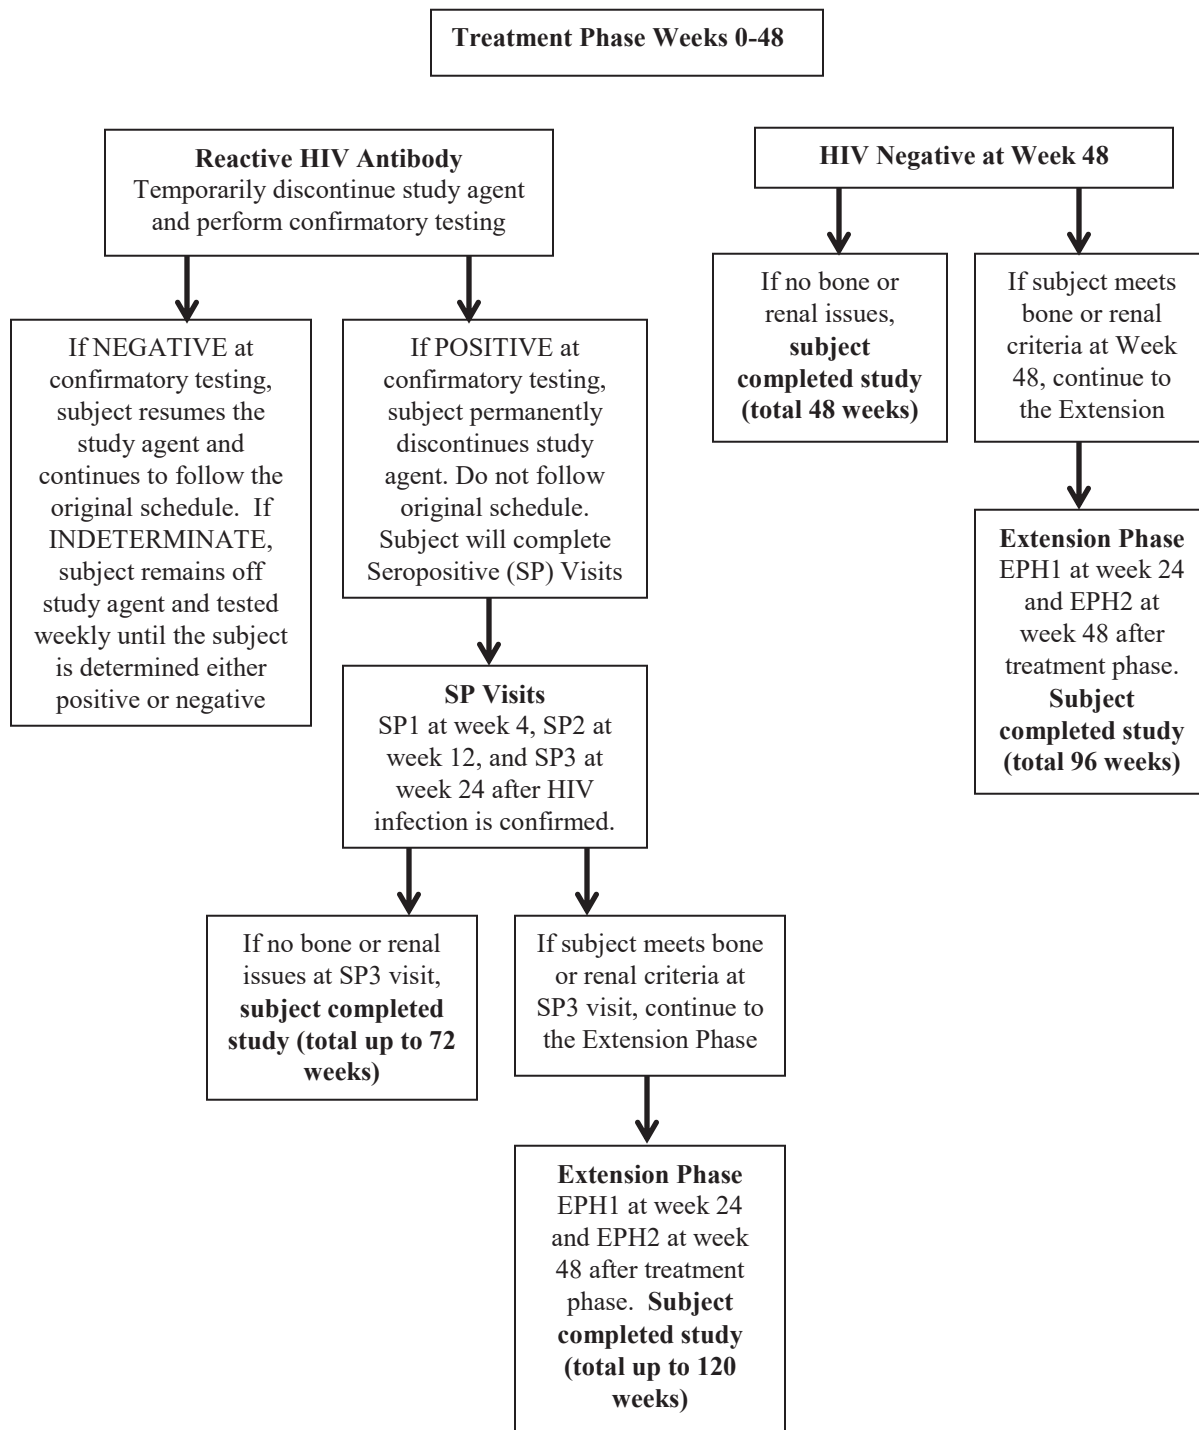 Treatment Phase Weeks 0-48
Reactive HIV Antibody
Temporarily discontinue study agent
and perform confirmatory testing
If NEGATIVE at
confirmatory testing,
subject resumes the
study agent and
continues to follow the
original schedule.  If
INDETERMINATE,
subject remains off
study agent and tested
weekly until the subject
is determined either
positive or negative
If POSITIVE at
confirmatory testing,
subject permanently
discontinues study
agent. Do not follow
original schedule.
Subject will complete
Seropositive (SP) Visits
SP Visits
SP1 at week 4, SP2 at
week 12, and SP3 at
week 24 after HIV
infection is confirmed.
If no bone or renal
issues at SP3 visit,
subject completed
study (total up to 72
weeks)
If subject meets bone
or renal criteria at
SP3 visit, continue to
the Extension Phase
Extension Phase
EPH1 at week 24
and EPH2 at week
48 after treatment
phase.  Subject
completed study
(total up to 120
weeks)
HIV Negative at Week 48
If no bone or
renal issues,
subject
completed study
(total 48 weeks)
If subject meets
bone or renal
criteria at Week
48, continue to
the Extension
Extension Phase
EPH1 at week 24
and EPH2 at
week 48 after
treatment phase.
Subject
completed study
(total 96 weeks)